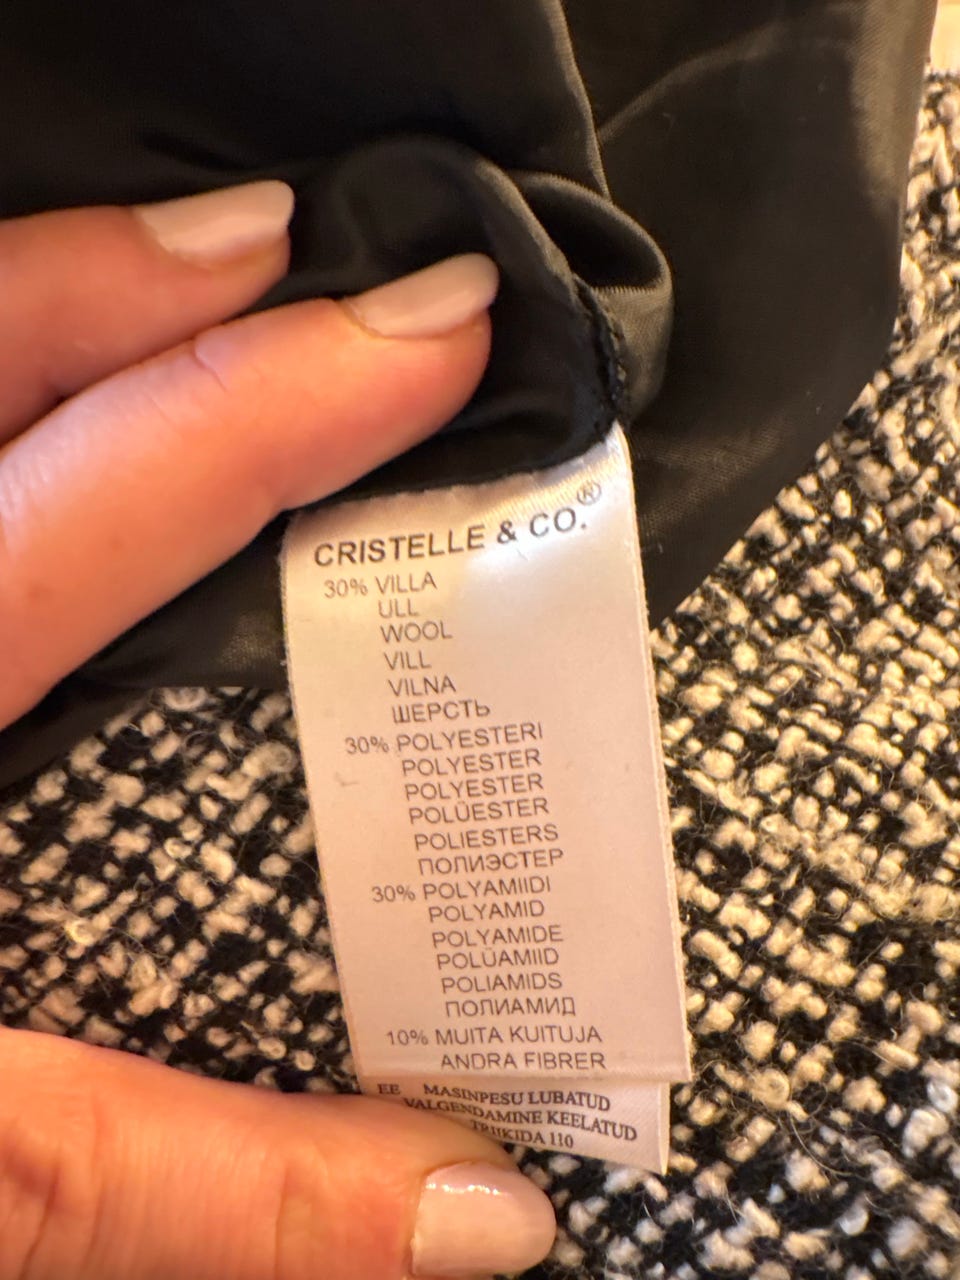 CRISTELLE & CO.®
30% VILLA
ULL
WOOL
VILL
VILNA
ШЕРСТЬ
30% POLYESTERI
POLYESTER
POLYESTER
POLÜESTER
POLIESTERS
ПОЛИЭСТЕР
30% POLYAMIIDI
POLYAMID
POLYAMIDE
POLÜAMIID
POLIAMIDS
ПОЛИАМИД
10% MUITA KUITUJA
ANDRA FIBRER
EE MASINPESU LUBATUD
VALGENDAMINE KEELATUD
TRIIKIDA 110